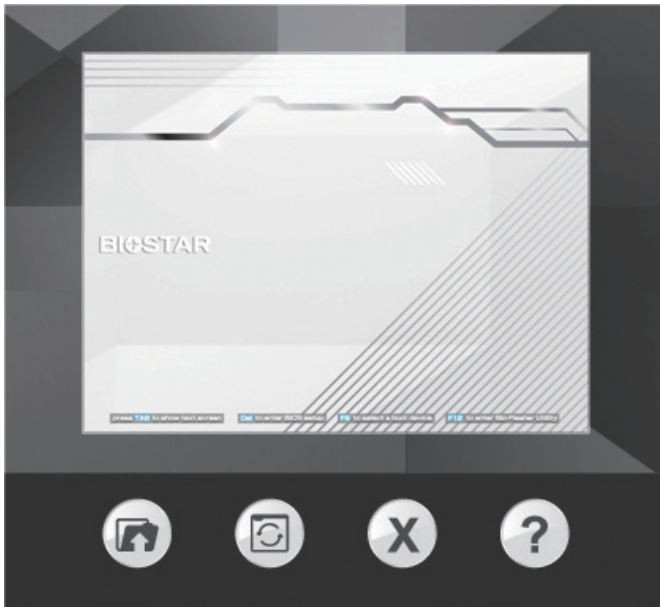 BIOSTAR
press TAB to show text screen Del to enter BIOS setup F9 to select a boot device F12 to enter Bio-Flasher Utility
X
?